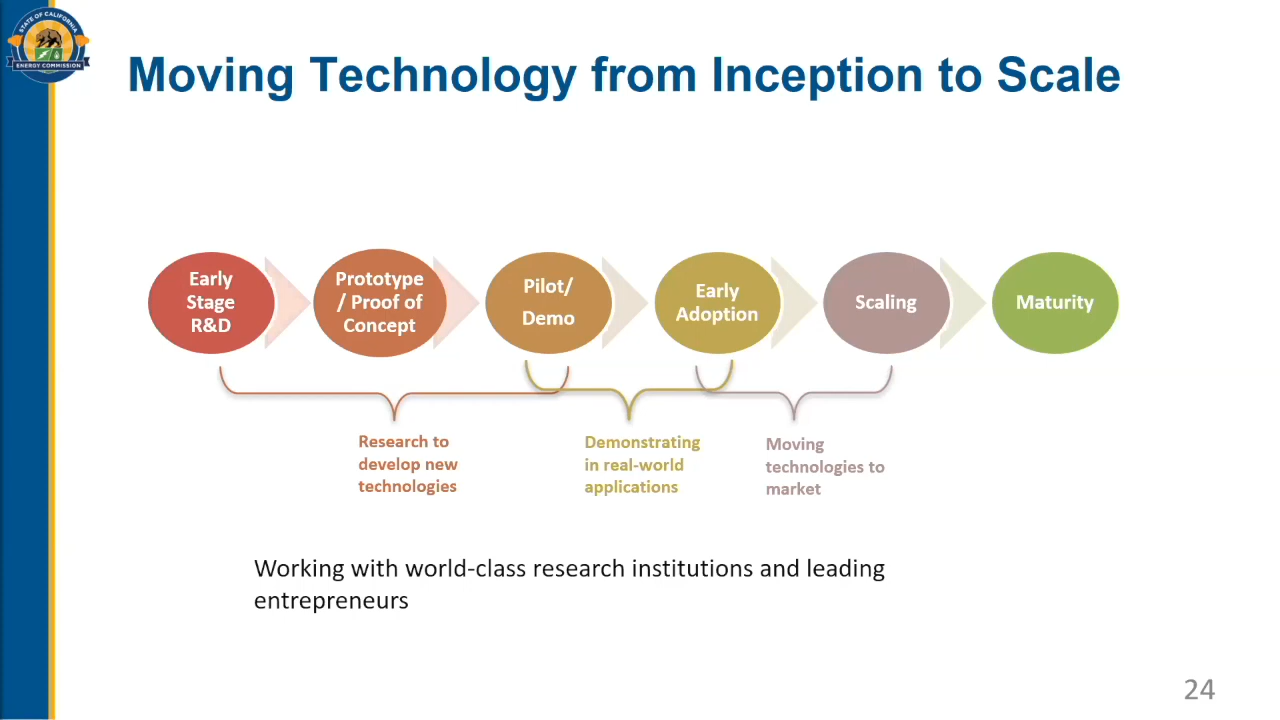 STATE OF CALIFORNIA
ENERGY COMMISSION
Moving Technology from Inception to Scale
Early
Stage
R&D
Prototype
/ Proof of
Concept
Pilot/
Demo
Early
Adoption
Scaling
Maturity
Research to
develop new
technologies
Demonstrating
in real-world
applications
Moving
technologies to
market
Working with world-class research institutions and leading
entrepreneurs
24